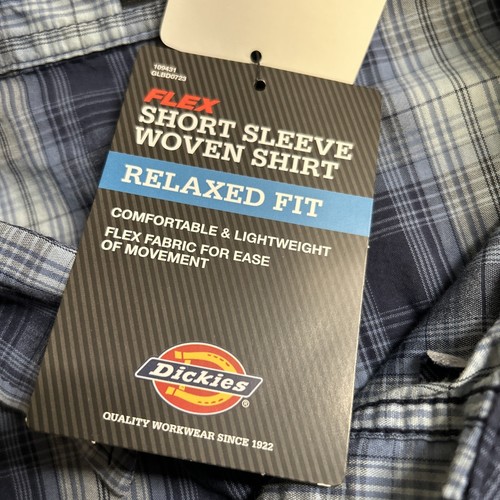 109431
GLBD0723
FLEX
SHORT SLEEVE
WOVEN SHIRT
RELAXED FIT
COMFORTABLE & LIGHTWEIGHT
FLEX FABRIC FOR EASE
OF MOVEMENT
Dickies®
QUALITY WORKWEAR SINCE 1922